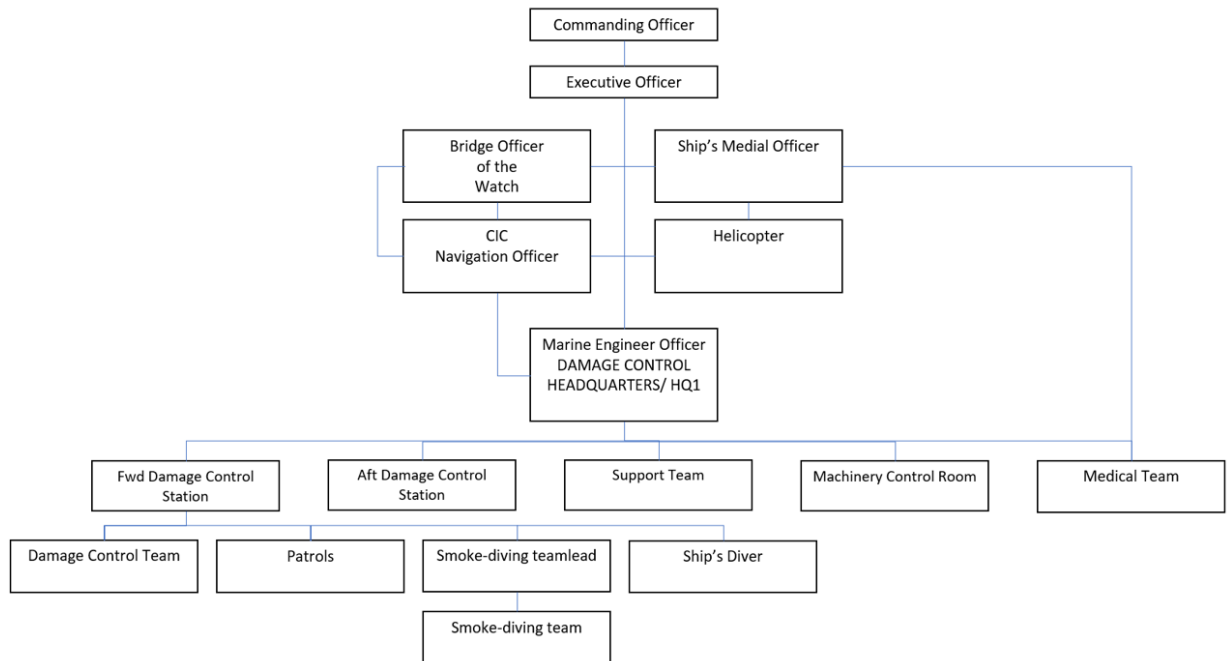 Commanding Officer
Executive Officer
Bridge Officer
of the
Watch
Ship's Medial Officer
CIC
Navigation Officer
Helicopter
Marine Engineer Officer
DAMAGE CONTROL
HEADQUARTERS/ HQ1
Fwd Damage Control
Station
Aft Damage Control
Station
Support Team
Machinery Control Room
Medical Team
Damage Control Team
Patrols
Smoke-diving teamlead
Ship's Diver
Smoke-diving team